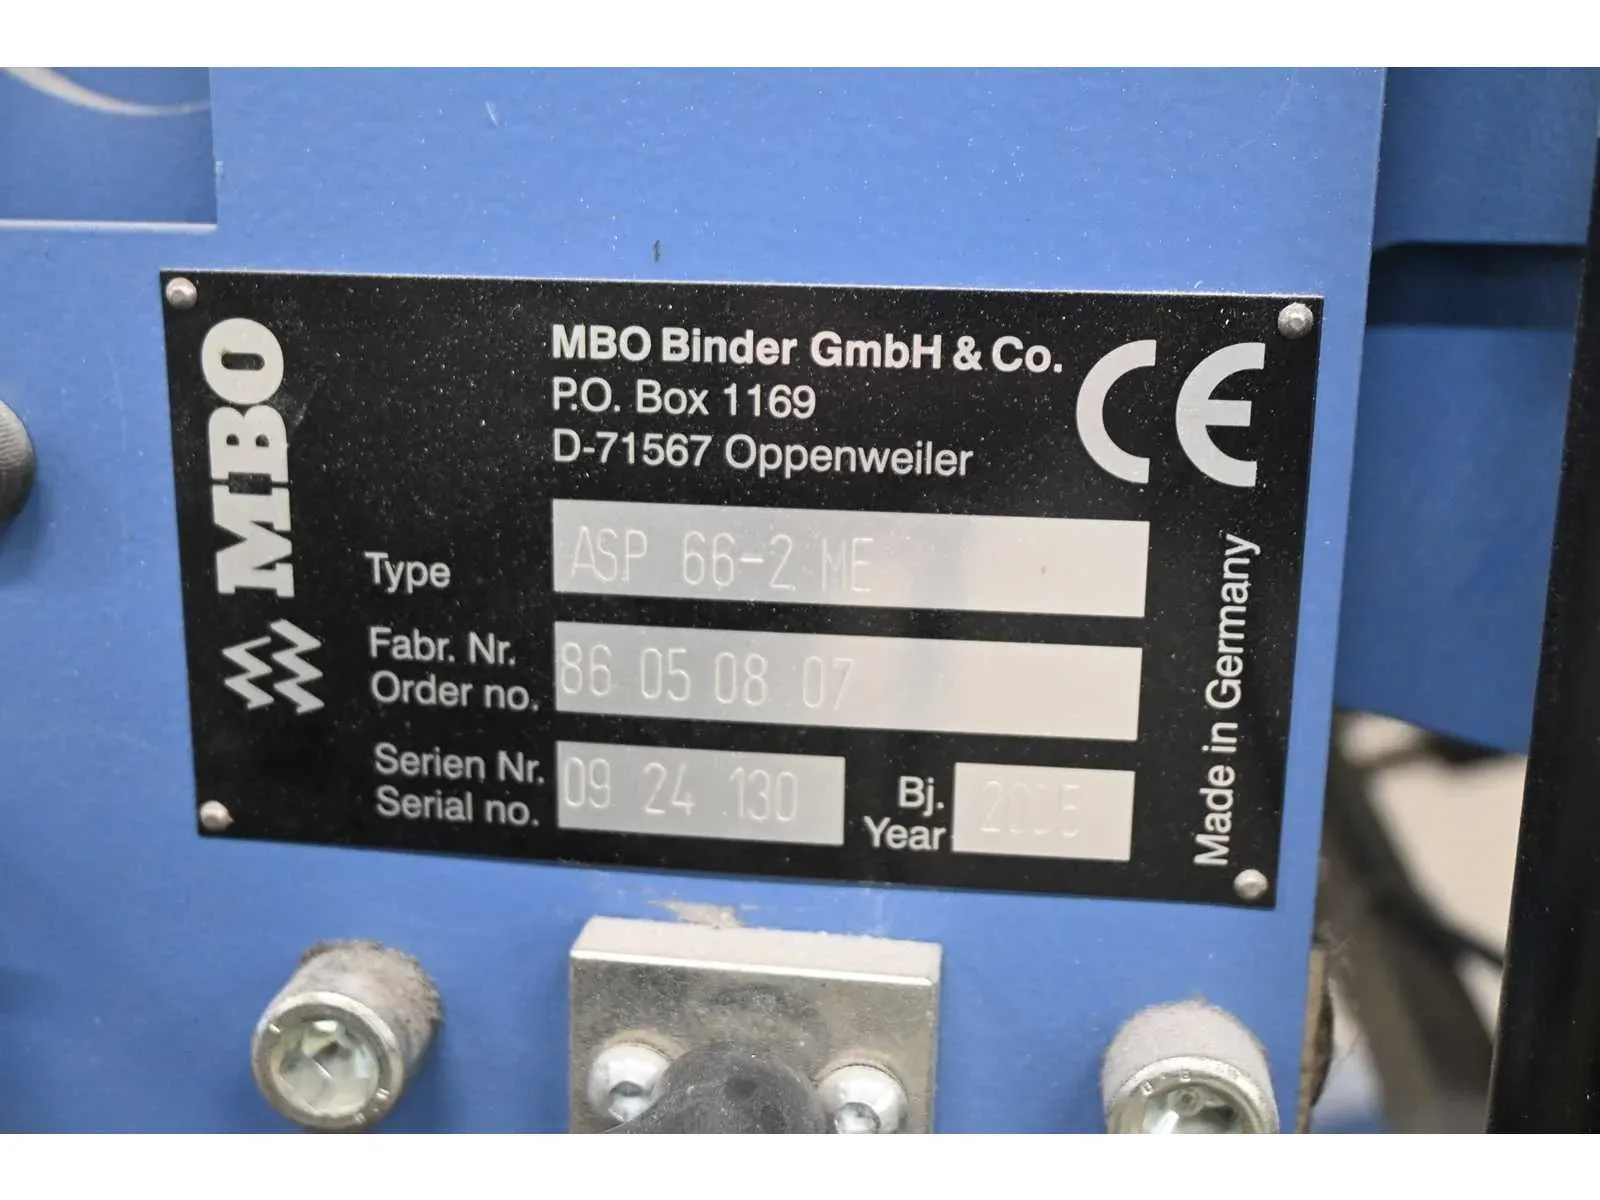 MBO
MBO Binder GmbH & Co.
P.O. Box 1169
D-71567 Oppenweiler
CE
Type ASP 66-2 ME
Fabr. Nr.
Order no. 86 05 08 07
Serien Nr.
Serial no. 09 24 130
Bj.
Year 2005
Made in Germany